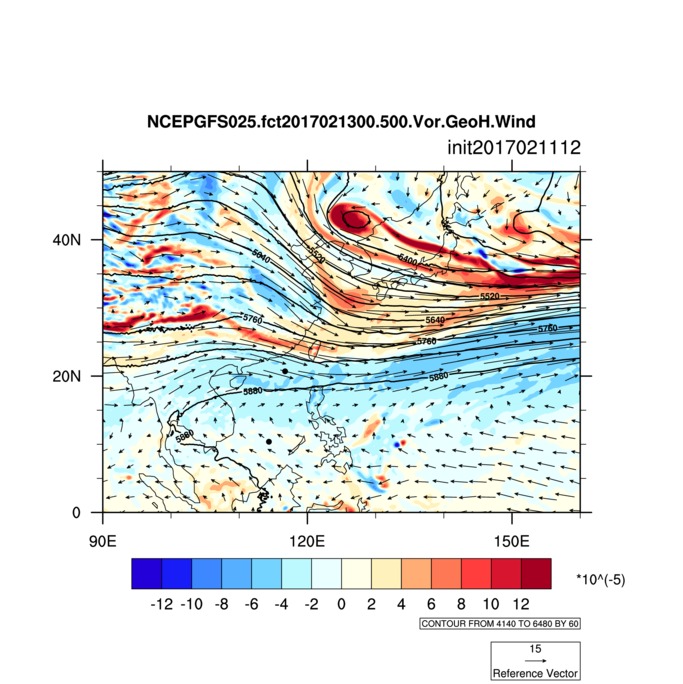 NCEPGFS025.fct2017021300.500.Vor.GeoH.Wind
init2017021112
40N
20N
0
90E 120E 150E
5640
5520
5400
5520
5640
5760
5760
5760
5880
5880
5880
-12 -10 -8 -6 -4 -2 0 2 4 6 8 10 12
*10^(-5)
CONTOUR FROM 4140 TO 6480 BY 60
15
Reference Vector